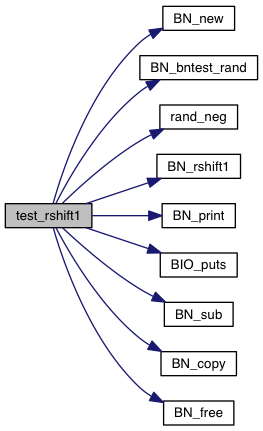 BN_new
BN_bntest_rand
rand_neg
BN_rshift1
test_rshift1
BN_print
BIO_puts
BN_sub
BN_copy
BN_free